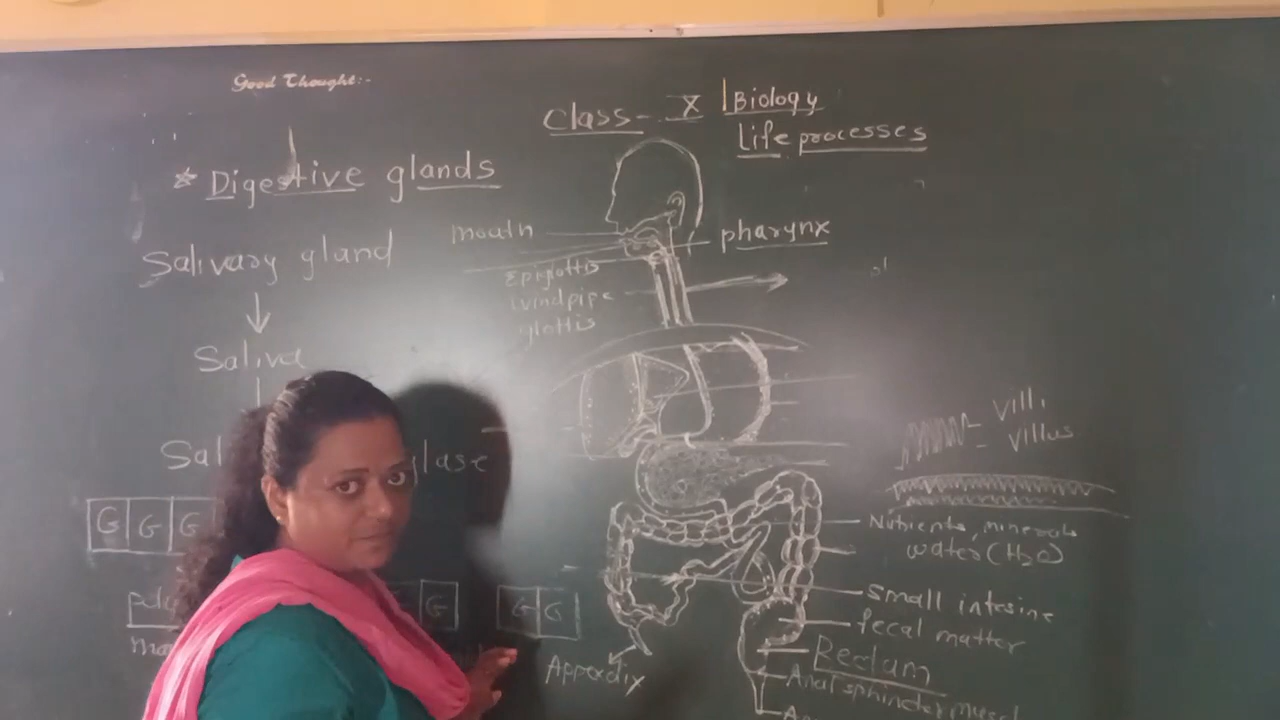 Good Thought:-
Class- X Biology
Life processes
* Digestive glands
mouth
pharynx
Salivary gland
Epiglottis
windpipe
glottis
Saliva
villi
villus
G G G
Nutrients, minerals
water (H2O)
G
G G
small intesine
fecal matter
Rectum
Appendix
Anal sphincter muscl